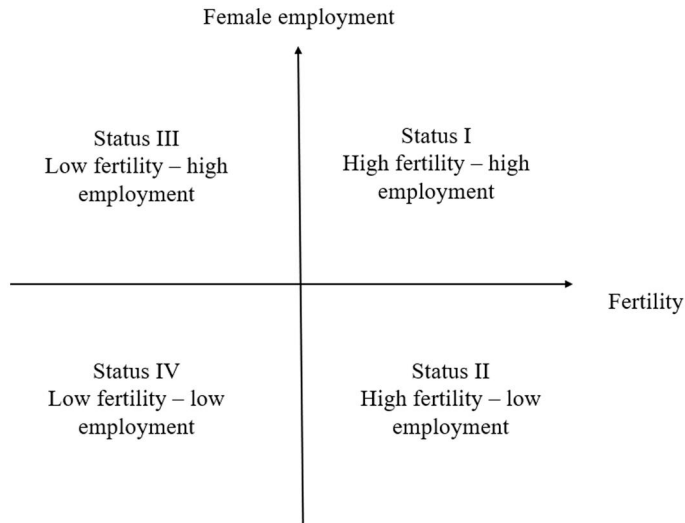 Female employment
Status III
Low fertility – high
employment
Status I
High fertility – high
employment
Fertility
Status IV
Low fertility – low
employment
Status II
High fertility – low
employment